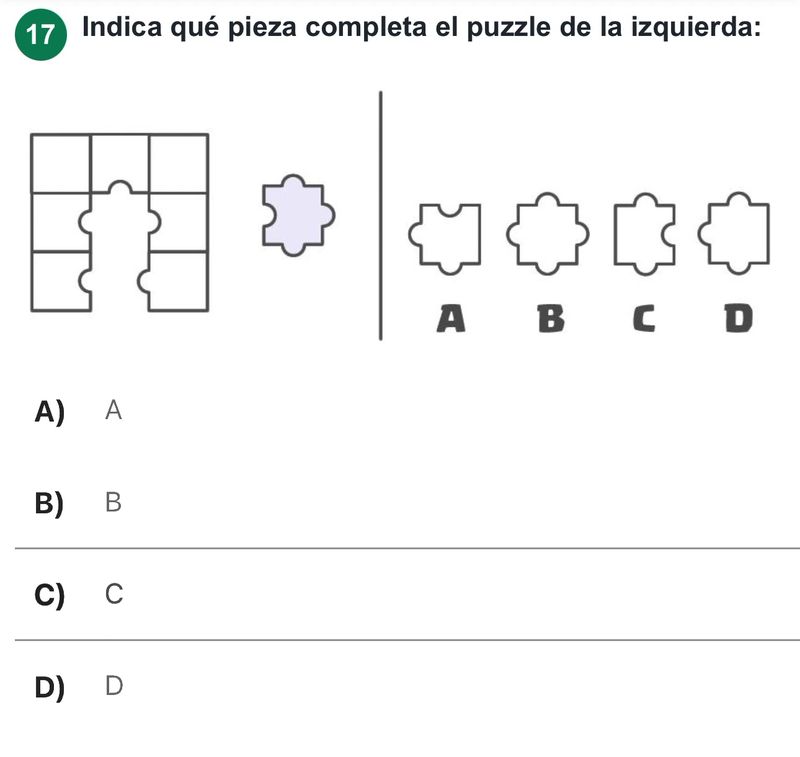 17 Indica qué pieza completa el puzzle de la izquierda:
A B C D
A) A
B) B
C) C
D) D